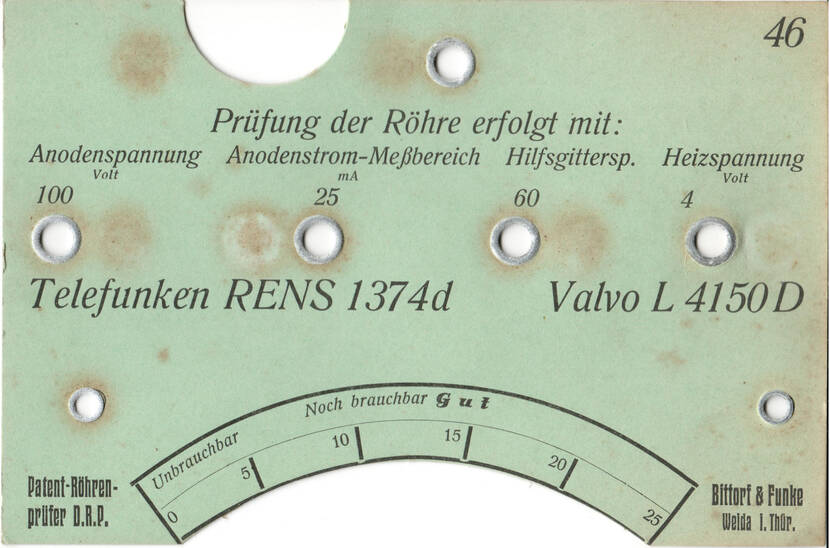 46
Prüfung der Röhre erfolgt mit:
Anodenspannung Anodenstrom-Meßbereich Hilfsgittersp. Heizspannung
Volt mA Volt
100 25 60 4
Telefunken RENS 1374d Valvo L 4150 D
Unbrauchbar Noch brauchbar Gut
0 5 10 15 20 25
Patent-Röhren-
prüfer D.R.P.
Bittorf & Funke
Weida i. Thür.